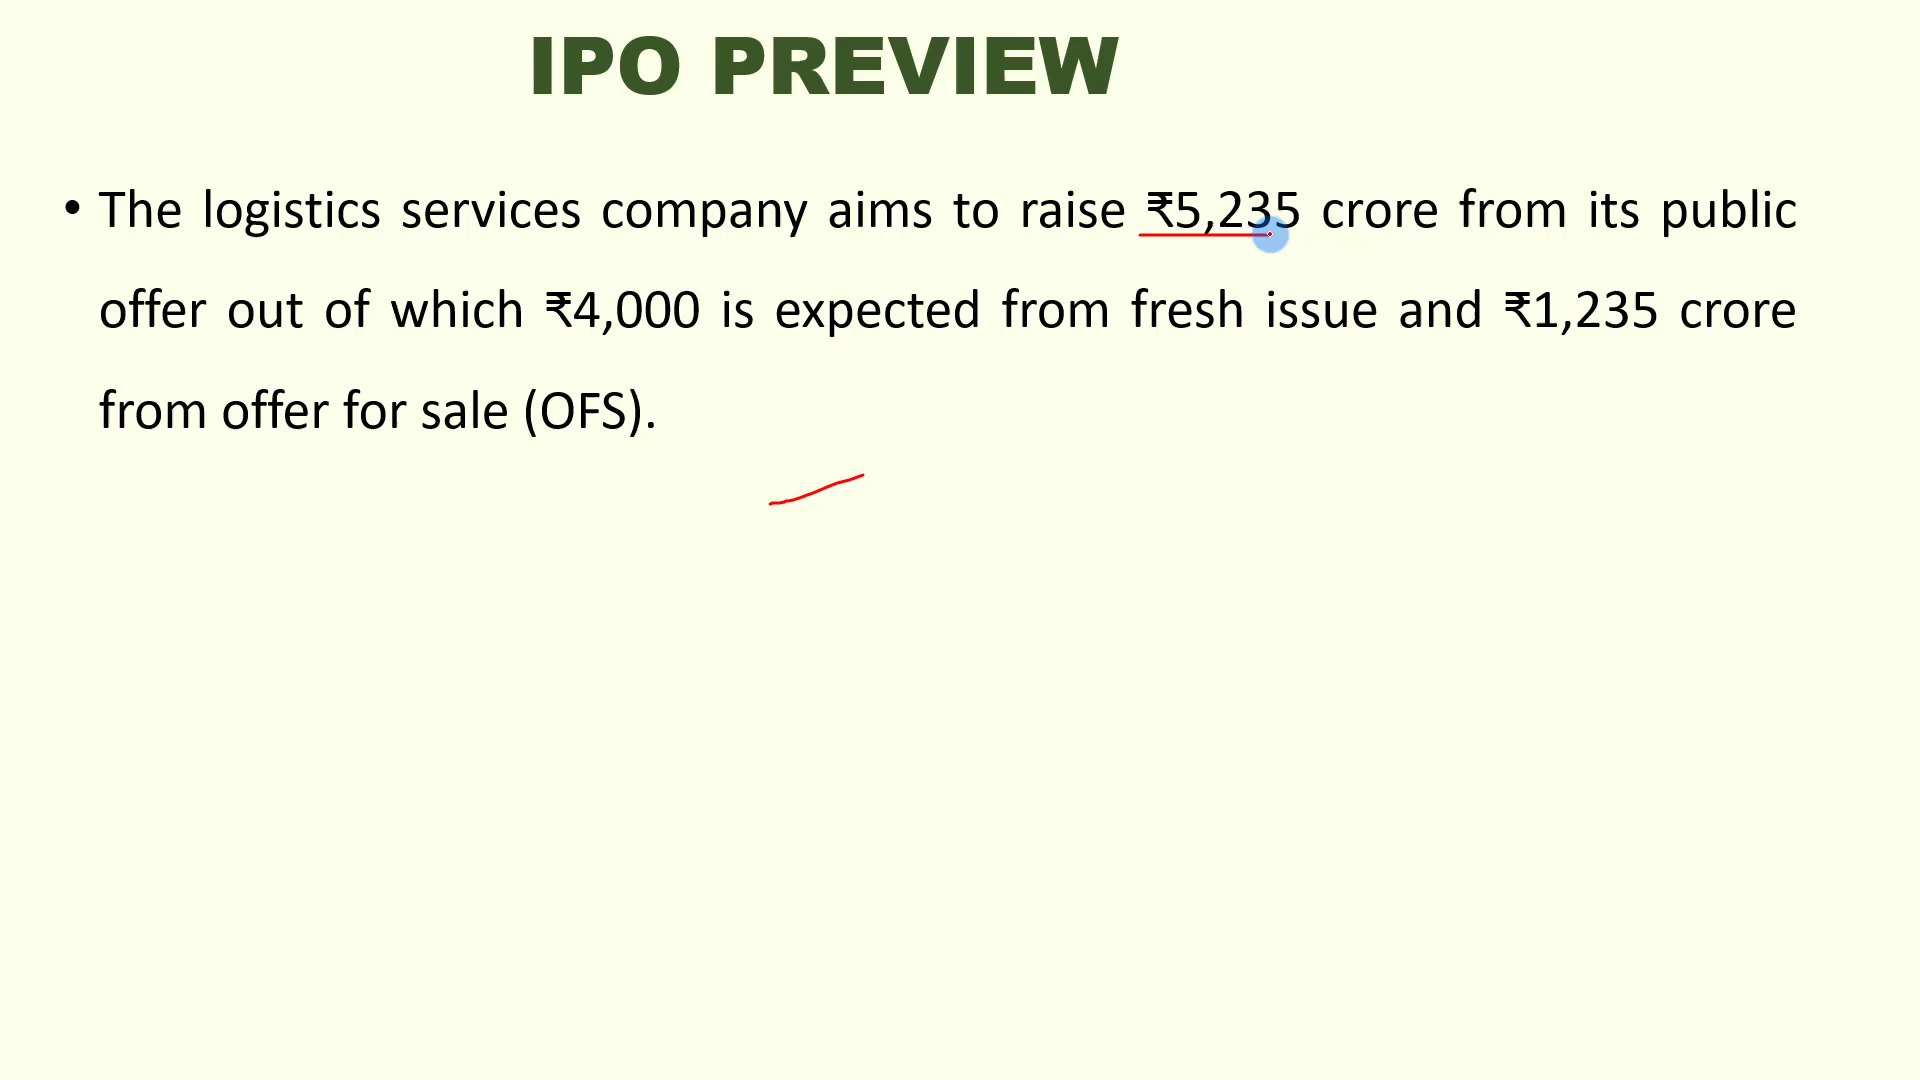 IPO PREVIEW
• The logistics services company aims to raise ₹5,235 crore from its public
offer out of which ₹4,000 is expected from fresh issue and ₹1,235 crore
from offer for sale (OFS).